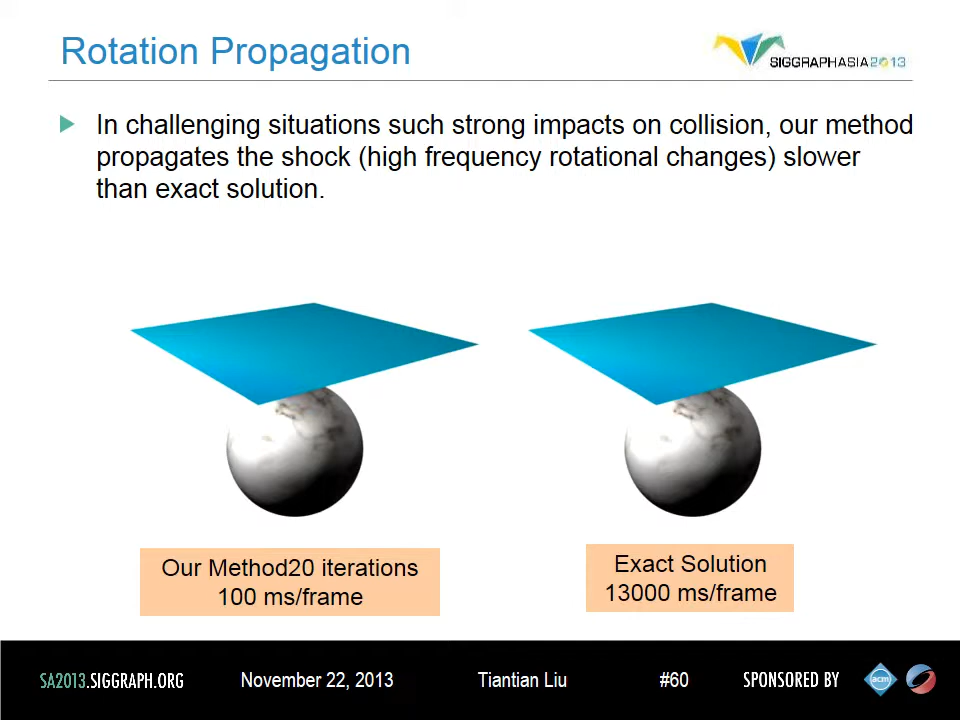 Rotation Propagation
SIGGRAPHASIA2013
In challenging situations such strong impacts on collision, our method
propagates the shock (high frequency rotational changes) slower
than exact solution.
Our Method20 iterations
100 ms/frame
Exact Solution
13000 ms/frame
SA2013.SIGGRAPH.ORG
November 22, 2013
Tiantian Liu
#60
SPONSORED BY
acm